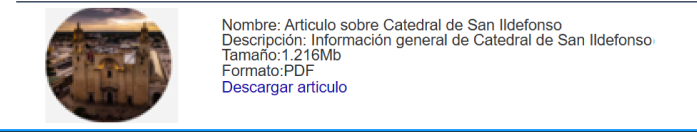 Nombre: Articulo sobre Catedral de San Ildefonso
Descripción: Información general de Catedral de San Ildefonso
Tamaño:1.216Mb
Formato:PDF
Descargar articulo